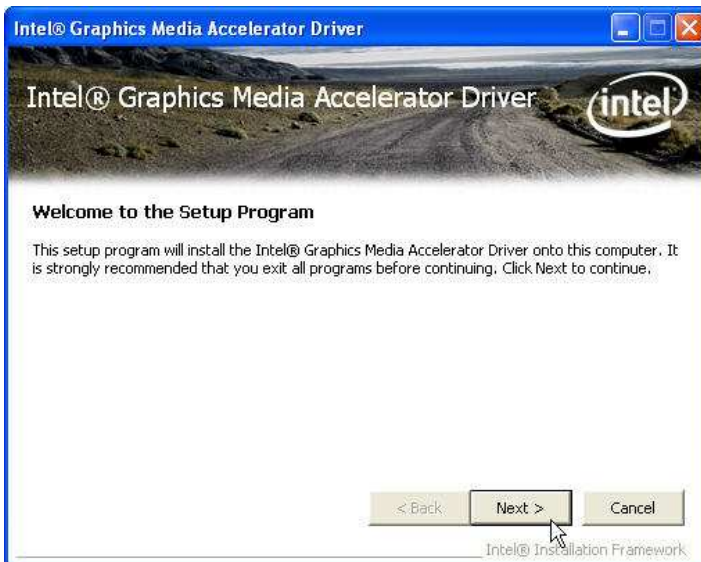 Intel® Graphics Media Accelerator Driver
Intel® Graphics Media Accelerator Driver
intel
Welcome to the Setup Program
This setup program will install the Intel® Graphics Media Accelerator Driver onto this computer. It
is strongly recommended that you exit all programs before continuing. Click Next to continue.
< Back Next > Cancel
Intel® Installation Framework